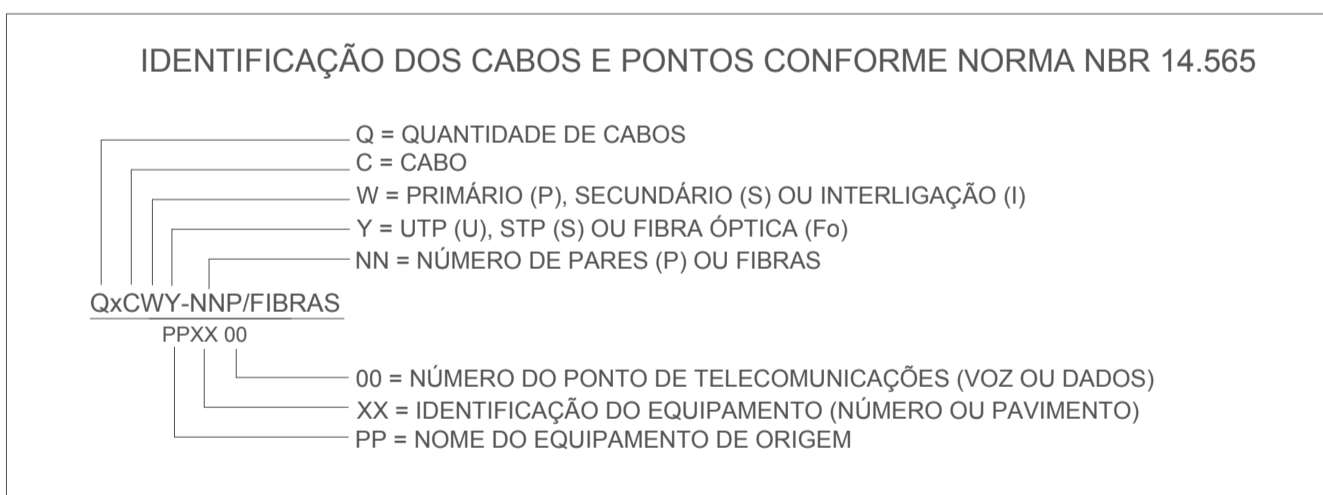 IDENTIFICAÇÃO DOS CABOS E PONTOS CONFORME NORMA NBR 14.565
Q = QUANTIDADE DE CABOS
C = CABO
W = PRIMÁRIO (P), SECUNDÁRIO (S) OU INTERLIGAÇÃO (I)
Y = UTP (U), STP (S) OU FIBRA ÓPTICA (Fo)
NN = NÚMERO DE PARES (P) OU FIBRAS
QxCWY-NNP/FIBRAS
PPXX 00
00 = NÚMERO DO PONTO DE TELECOMUNICAÇÕES (VOZ OU DADOS)
XX = IDENTIFICAÇÃO DO EQUIPAMENTO (NÚMERO OU PAVIMENTO)
PP = NOME DO EQUIPAMENTO DE ORIGEM